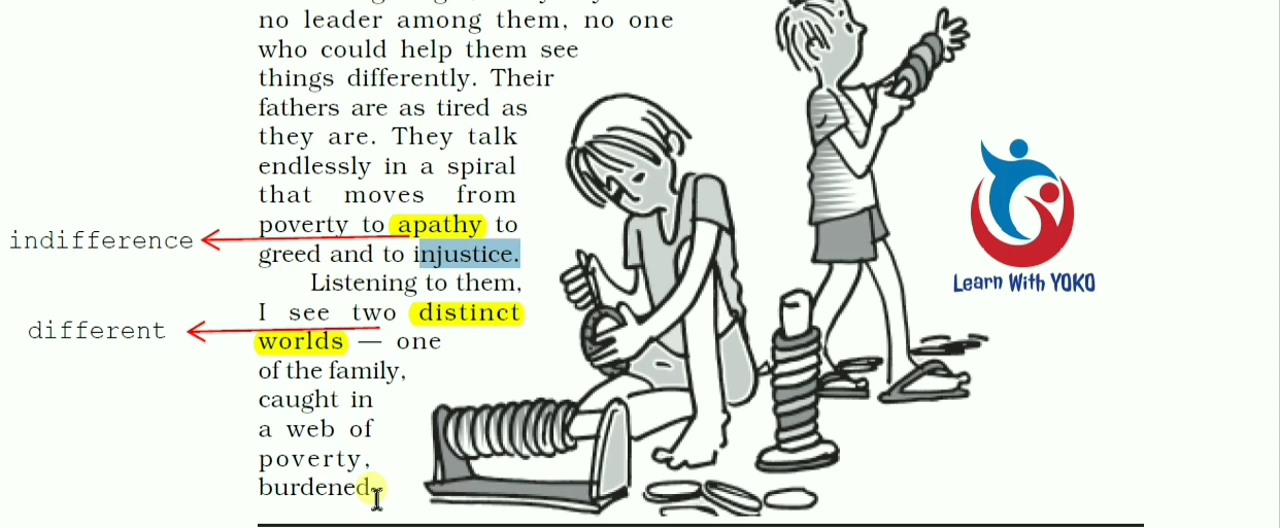 no leader among them, no one
who could help them see
things differently. Their
fathers are as tired as
they are. They talk
endlessly in a spiral
that moves from
poverty to apathy to
indifference
greed and to injustice.
Listening to them,
I see two distinct
different
worlds — one
of the family,
caught in
a web of
poverty,
burdened
Learn With YOKO